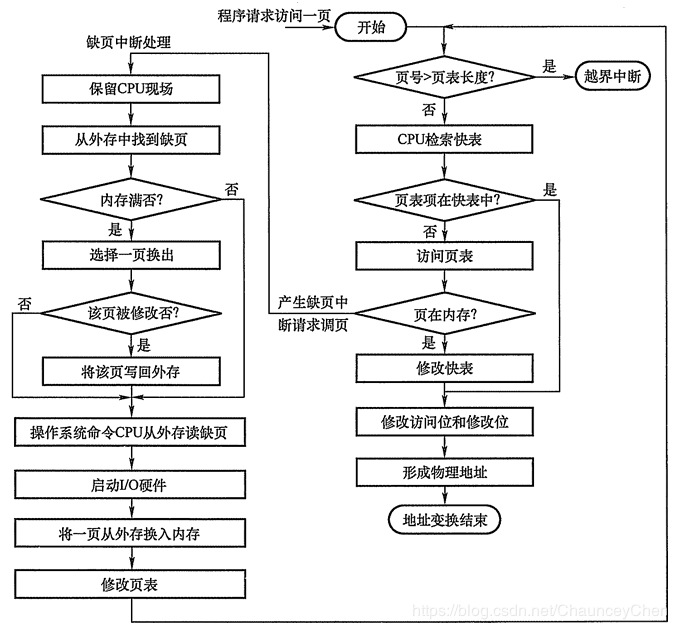 程序请求访问一页
开始
缺页中断处理
保留CPU现场
页号>页表长度？
是
越界中断
否
从外存中找到缺页
CPU检索快表
内存满否？
否
页表项在快表中？
是
是
否
选择一页换出
访问页表
否
该页被修改否？
产生缺页中
断请求调页
页在内存？
是
是
将该页写回外存
修改快表
操作系统命令CPU从外存读缺页
修改访问位和修改位
启动I/O硬件
形成物理地址
将一页从外存换入内存
地址变换结束
修改页表
https://blog.csdn.net/ChaunceyChen